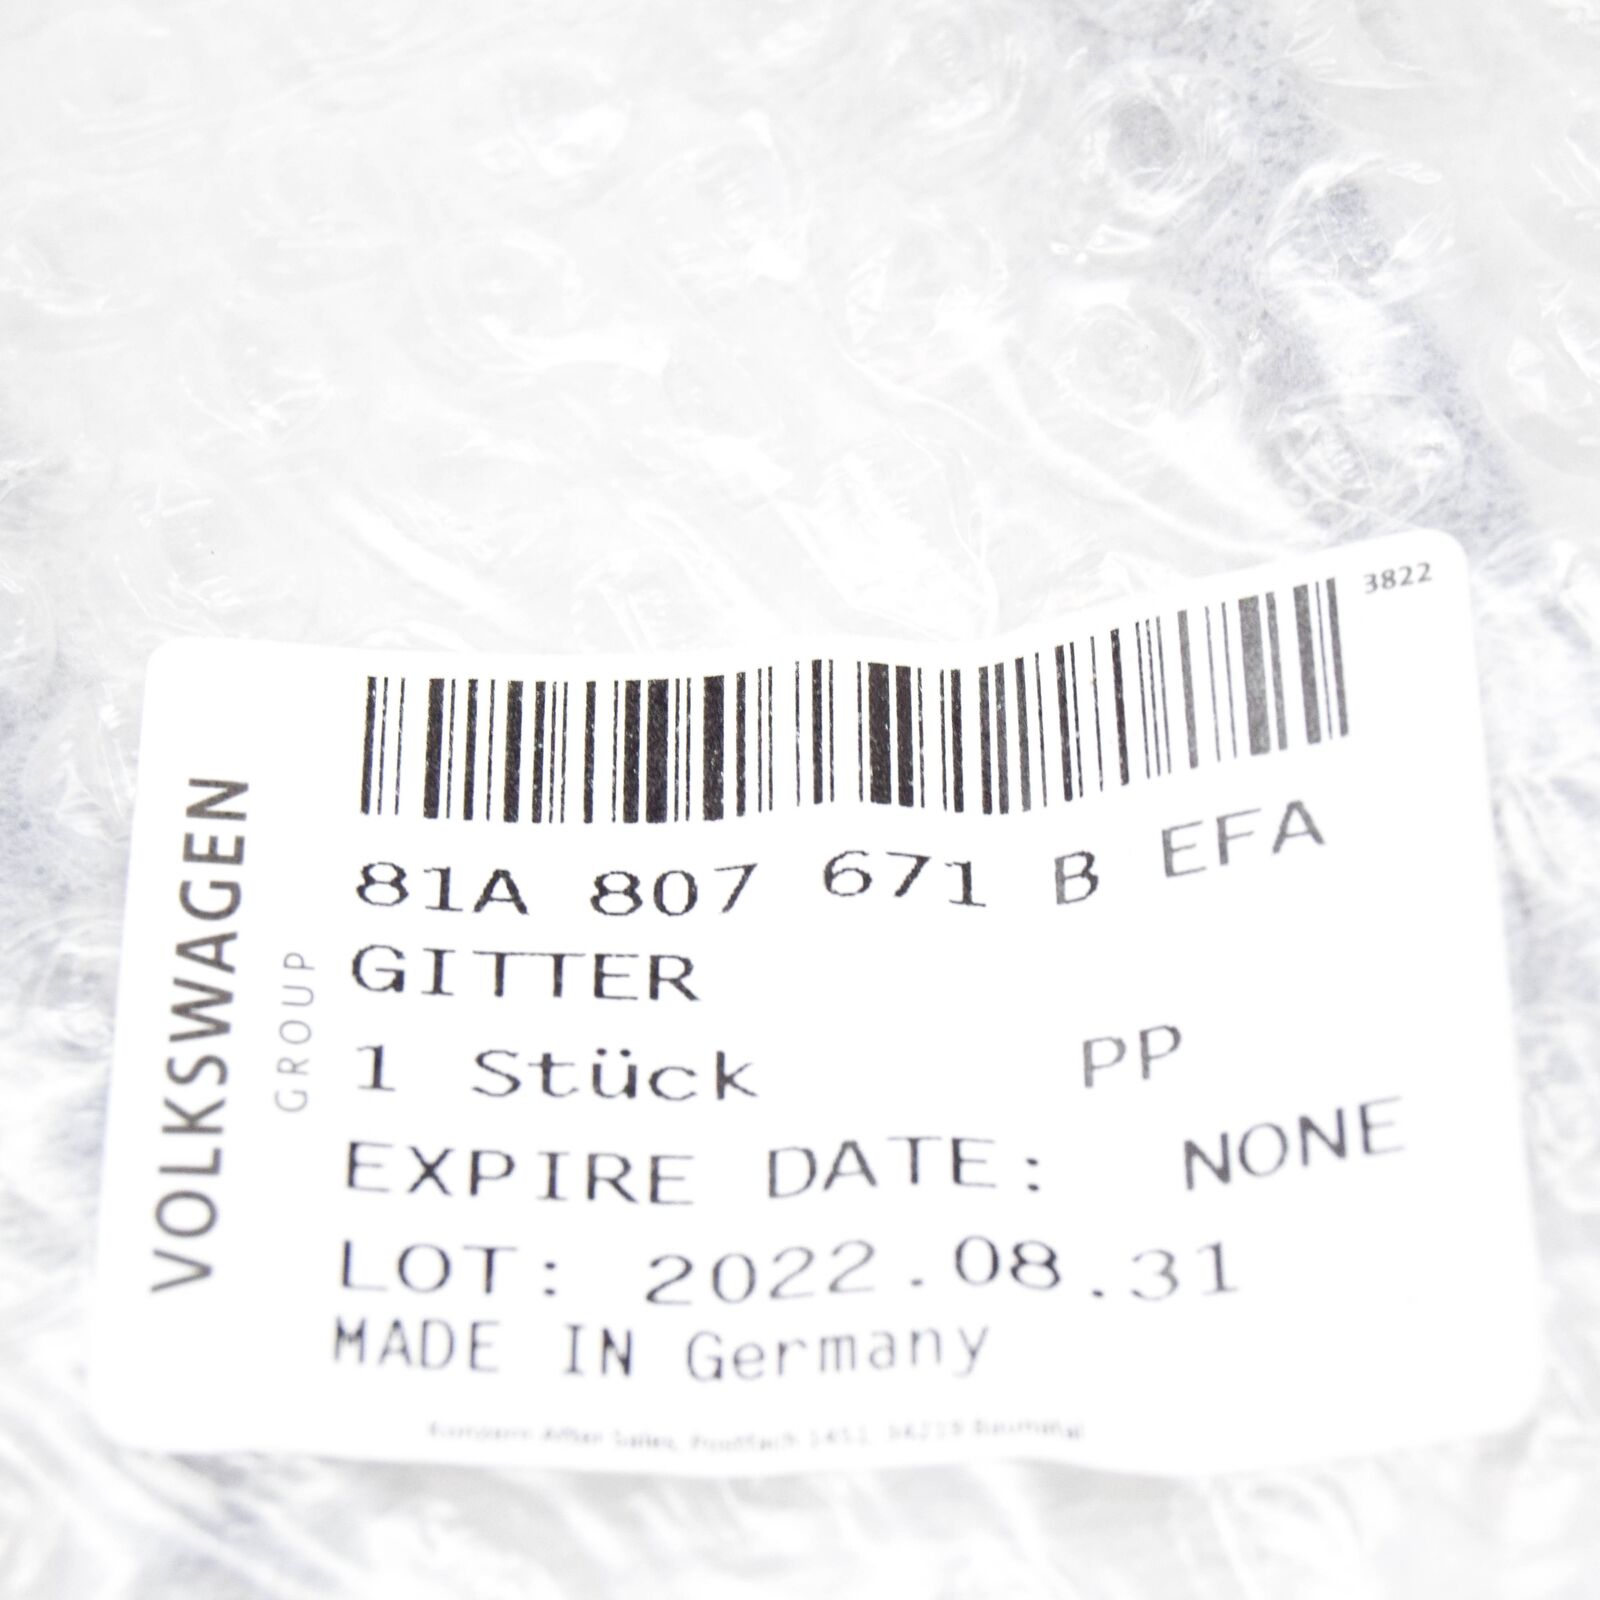 3822
81A 807 671 B EFA
GITTER
1 Stück PP
EXPIRE DATE: NONE
LOT: 2022.08.31
MADE IN Germany
VOLKSWAGEN
GROUP